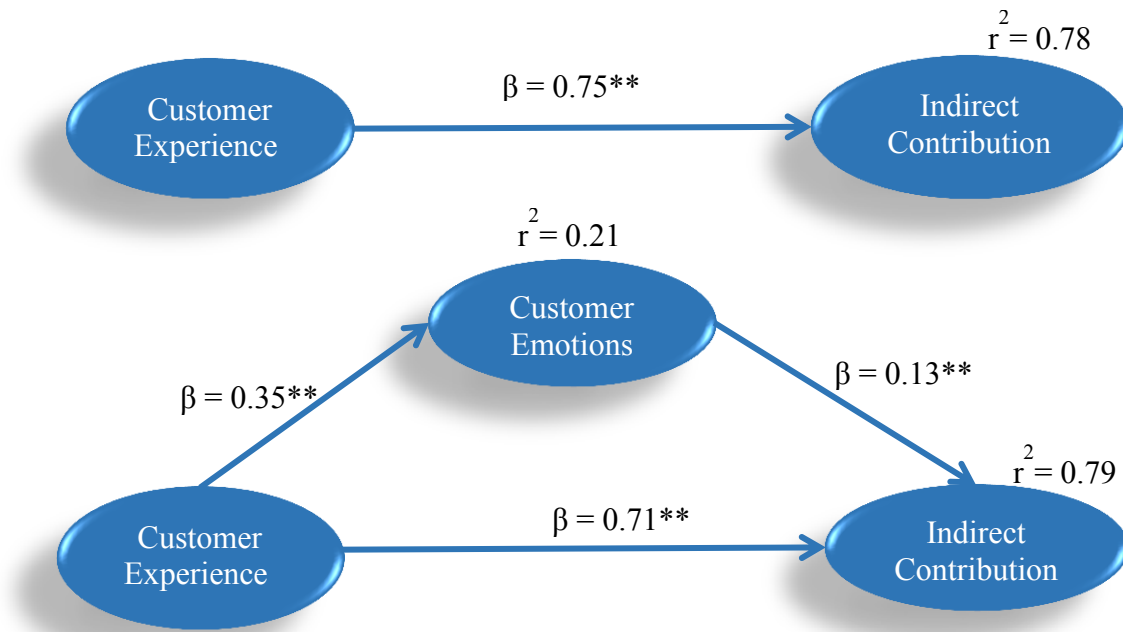 r² = 0.78
β = 0.75**
Customer
Experience
Indirect
Contribution
r² = 0.21
Customer
Emotions
β = 0.35**
β = 0.13**
r² = 0.79
β = 0.71**
Customer
Experience
Indirect
Contribution